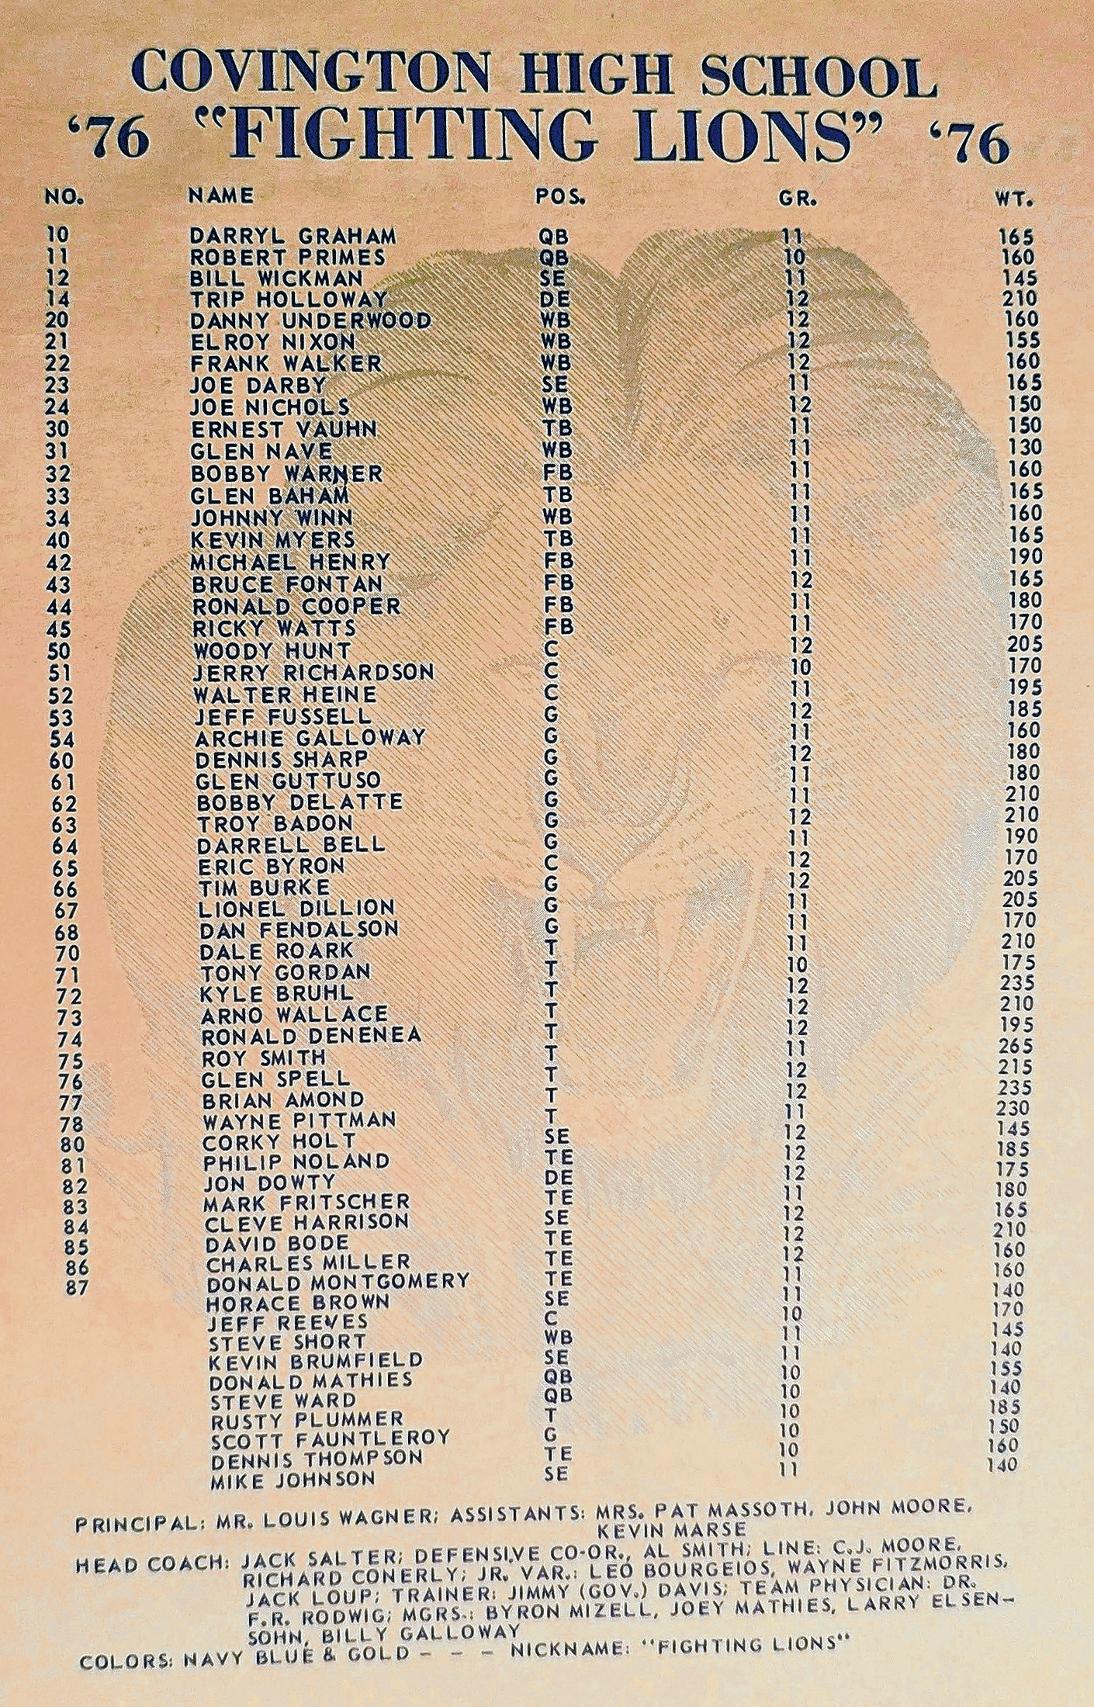 COVINGTON HIGH SCHOOL
‘76 “FIGHTING LIONS” ‘76
NO. NAME POS. GR. WT.
10 DARRYL GRAHAM QB 11 165
11 ROBERT PRIMES QB 10 160
12 BILL WICKMAN SE 11 145
14 TRIP HOLLOWAY DE 12 210
20 DANNY UNDERWOOD WB 12 160
21 ELROY NIXON WB 12 155
22 FRANK WALKER WB 12 160
23 JOE DARBY SE 11 165
24 JOE NICHOLS WB 12 150
30 ERNEST VAUHN TB 11 150
31 GLEN NAVE WB 11 130
32 BOBBY WARNER FB 11 160
33 GLEN BAHAM TB 11 165
34 JOHNNY WINN WB 11 160
40 KEVIN MYERS TB 11 165
42 MICHAEL HENRY FB 11 190
43 BRUCE FONTAN FB 12 165
44 RONALD COOPER FB 11 180
45 RICKY WATTS FB 11 170
50 WOODY HUNT C 12 205
51 JERRY RICHARDSON C 10 170
52 WALTER HEINE C 11 195
53 JEFF FUSSELL G 12 185
54 ARCHIE GALLOWAY G 11 160
60 DENNIS SHARP G 12 180
61 GLEN GUTTUSO G 11 180
62 BOBBY DELATTE G 11 210
63 TROY BADON G 12 210
64 DARRELL BELL G 11 190
65 ERIC BYRON C 12 170
66 TIM BURKE G 12 205
67 LIONEL DILLION G 11 205
68 DAN FENDALSON G 11 170
70 DALE ROARK T 11 210
71 TONY GORDAN T 10 175
72 KYLE BRUHL T 12 235
73 ARNO WALLACE T 12 210
74 RONALD DENENEA T 12 195
75 ROY SMITH T 11 265
76 GLEN SPELL T 12 215
77 BRIAN AMOND T 12 235
78 WAYNE PITTMAN T 11 230
80 CORKY HOLT SE 12 145
81 PHILIP NOLAND TE 12 185
82 JON DOWTY DE 12 175
83 MARK FRITSCHER TE 11 180
84 CLEVE HARRISON SE 12 165
85 DAVID BODE TE 12 210
86 CHARLES MILLER TE 12 160
87 DONALD MONTGOMERY TE 11 160
HORACE BROWN SE 11 140
JEFF REEVES C 10 170
STEVE SHORT WB 11 145
KEVIN BRUMFIELD SE 11 140
DONALD MATHIES QB 10 155
STEVE WARD QB 10 140
RUSTY PLUMMER T 10 185
SCOTT FAUNTLEROY G 10 150
DENNIS THOMPSON TE 10 160
MIKE JOHNSON SE 11 140
PRINCIPAL: MR. LOUIS WAGNER; ASSISTANTS: MRS. PAT MASSOTH, JOHN MOORE,
KEVIN MARSE
HEAD COACH: JACK SALTER; DEFENSIVE CO-OR., AL SMITH; LINE: C.J. MOORE,
RICHARD CONERLY; JR. VAR.: LEO BOURGEIOS, WAYNE FITZMORRIS,
JACK LOUP; TRAINER: JIMMY (GOV.) DAVIS; TEAM PHYSICIAN: DR.
F.R. RODWIG; MGRS.: BYRON MIZELL, JOEY MATHIES, LARRY ELSEN-
SOHN, BILLY GALLOWAY
COLORS: NAVY BLUE & GOLD - - - NICKNAME: "FIGHTING LIONS"